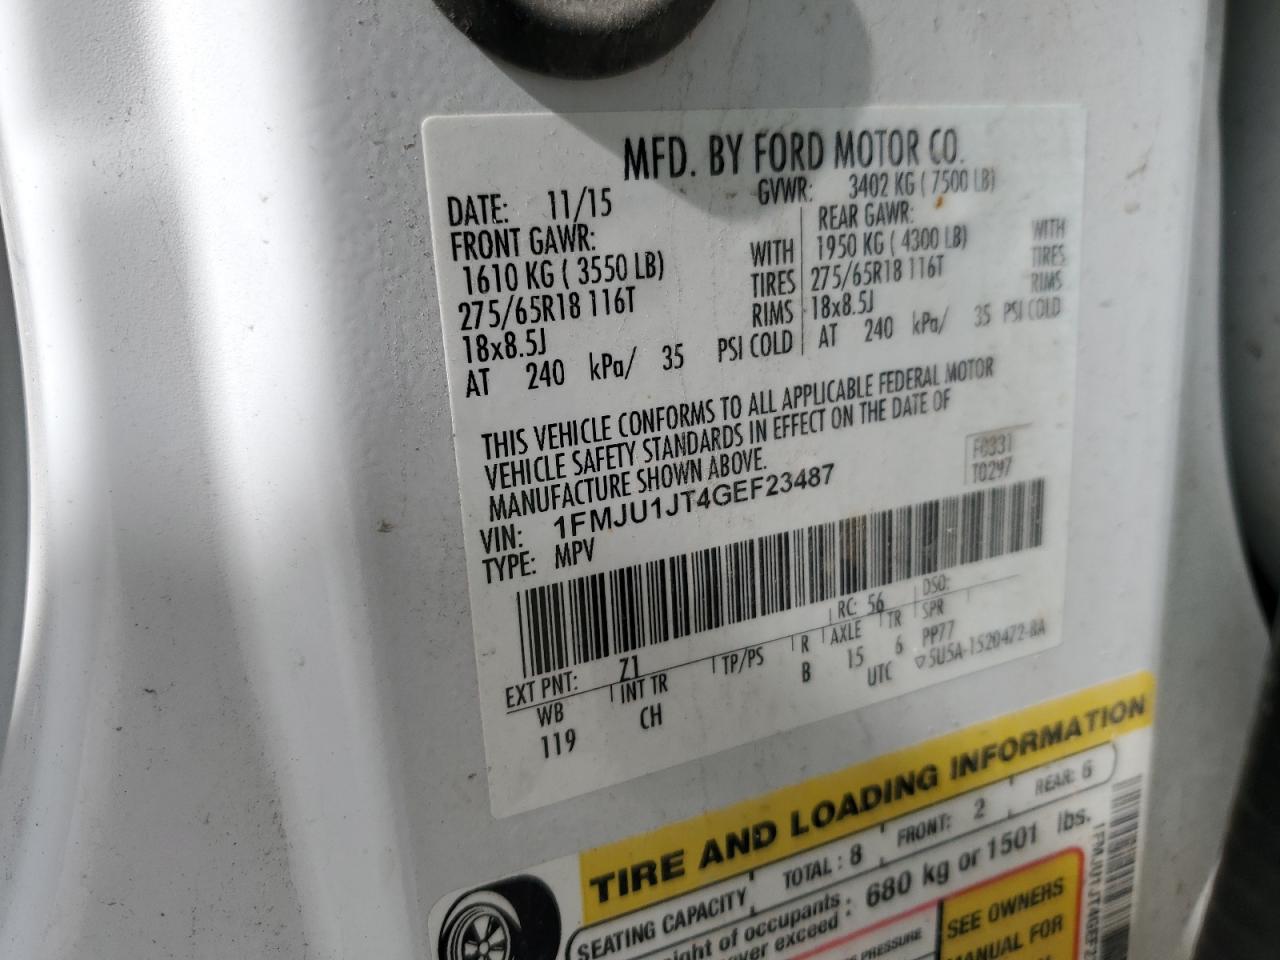 MFD. BY FORD MOTOR CO.
DATE: 11/15 GVWR: 3402 KG ( 7500 LB)
FRONT GAWR: REAR GAWR:
1610 KG ( 3550 LB) WITH 1950 KG ( 4300 LB) WITH
275/65R18 116T TIRES 275/65R18 116T TIRES
18x8.5J RIMS 18x8.5J RIMS
AT 240 kPa/ 35 PSI COLD AT 240 kPa/ 35 PSI COLD
THIS VEHICLE CONFORMS TO ALL APPLICABLE FEDERAL MOTOR
VEHICLE SAFETY STANDARDS IN EFFECT ON THE DATE OF
MANUFACTURE SHOWN ABOVE.
F0331
T0297
VIN: 1FMJU1JT4GEF23487
TYPE: MPV
EXT PNT: Z1 RC: 56 DSO:
WB INT TR TP/PS R AXLE TR SPR
119 CH B 15 6 PP77
UTC ▽5U5A-1520472-BA
TIRE AND LOADING INFORMATION
SEATING CAPACITY TOTAL : 8 FRONT: 2 REAR: 6
of occupants : 680 kg or 1501 lbs.
exceed :
PRESSURE
SEE OWNERS
MANUAL FOR